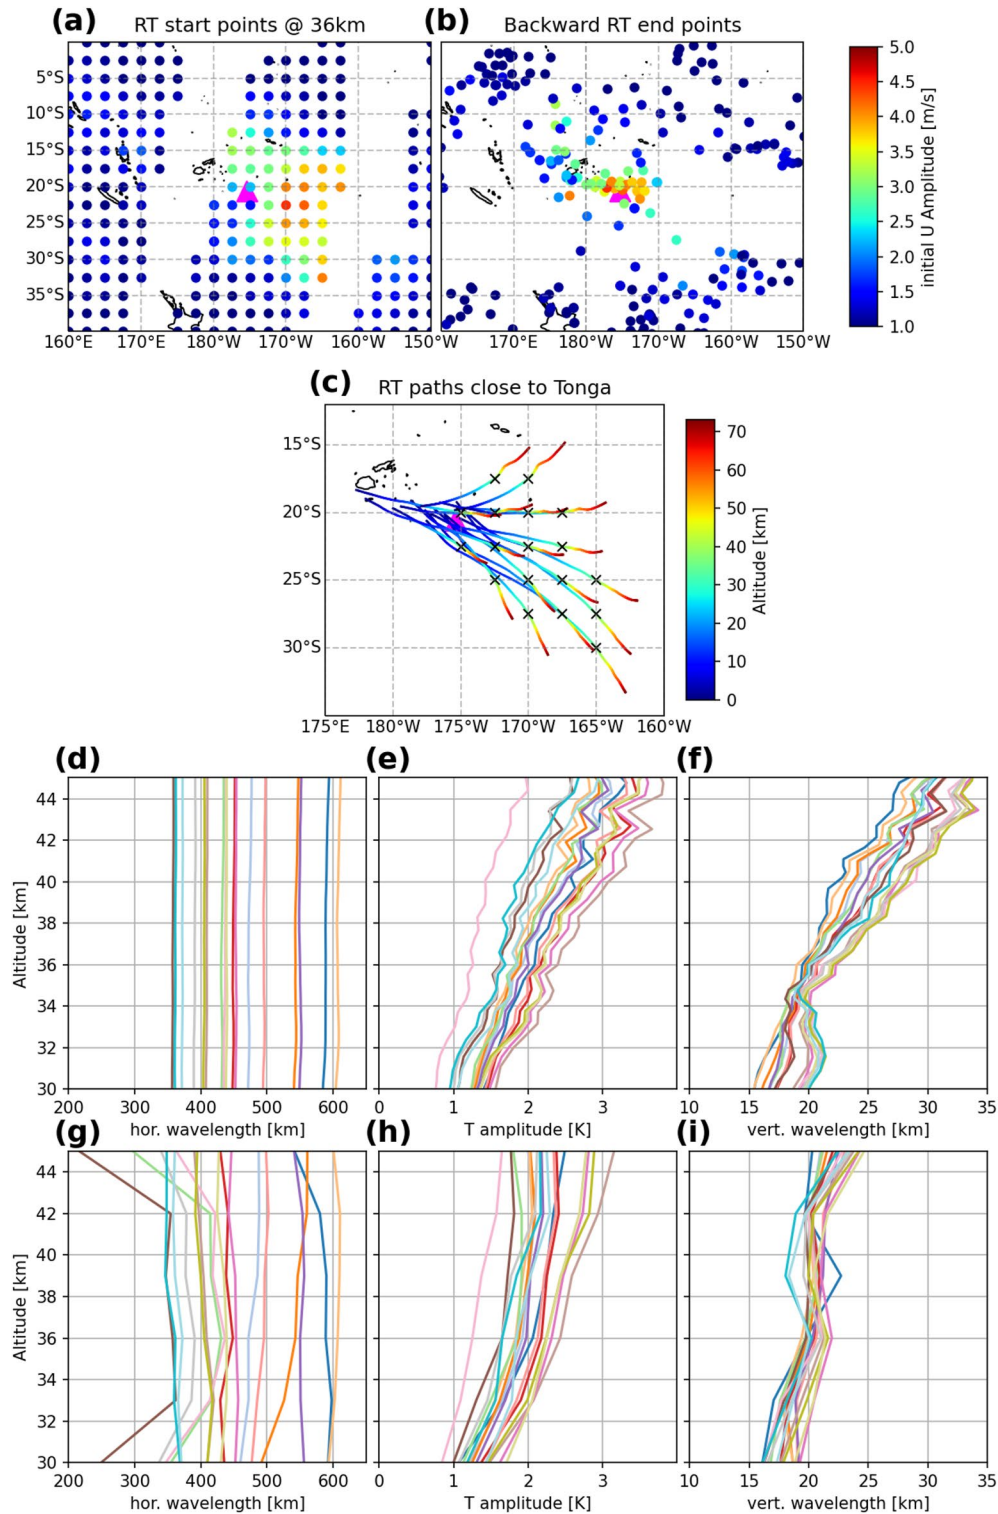 (a) RT start points @ 36km
(b) Backward RT end points
5°S
10°S
15°S
20°S
25°S
30°S
35°S
160°E 170°E 180°W 170°W 160°W 150°W
170°W 180°W 170°W 160°W 150°W
5.0
4.5
4.0
3.5
3.0
2.5
2.0
1.5
1.0
initial U Amplitude [m/s]
(c) RT paths close to Tonga
15°S
20°S
25°S
30°S
175°E 180°W 175°W 170°W 165°W 160°W
70
60
50
40
30
20
10
0
Altitude [km]
(d) (e) (f)
44
42
40
38
36
34
32
30
Altitude [km]
200 300 400 500 600
hor. wavelength [km]
0 1 2 3
T amplitude [K]
10 15 20 25 30 35
vert. wavelength [km]
(g) (h) (i)
44
42
40
38
36
34
32
30
Altitude [km]
200 300 400 500 600
hor. wavelength [km]
0 1 2 3
T amplitude [K]
10 15 20 25 30 35
vert. wavelength [km]